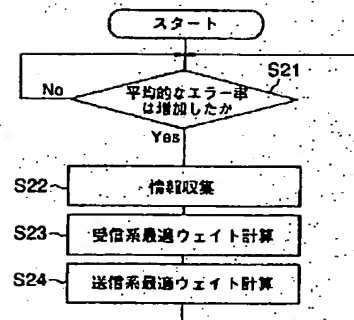 スタート
S21
平均的なエラー率
は増加したか
No
Yes
S22
情報収集
S23
受信系最適ウェイト計算
S24
送信系最適ウェイト計算